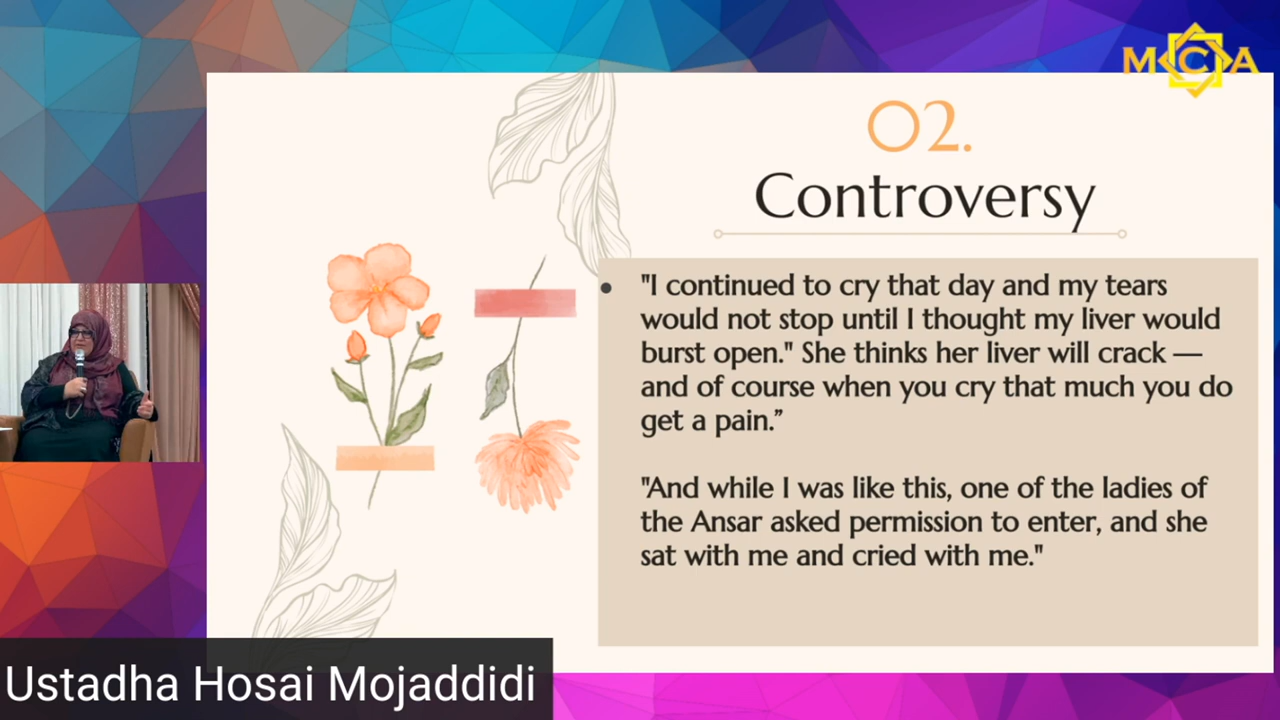 MCA
02.
Controversy
• "I continued to cry that day and my tears
would not stop until I thought my liver would
burst open." She thinks her liver will crack —
and of course when you cry that much you do
get a pain.”
"And while I was like this, one of the ladies of
the Ansar asked permission to enter, and she
sat with me and cried with me."
Ustadha Hosai Mojaddidi